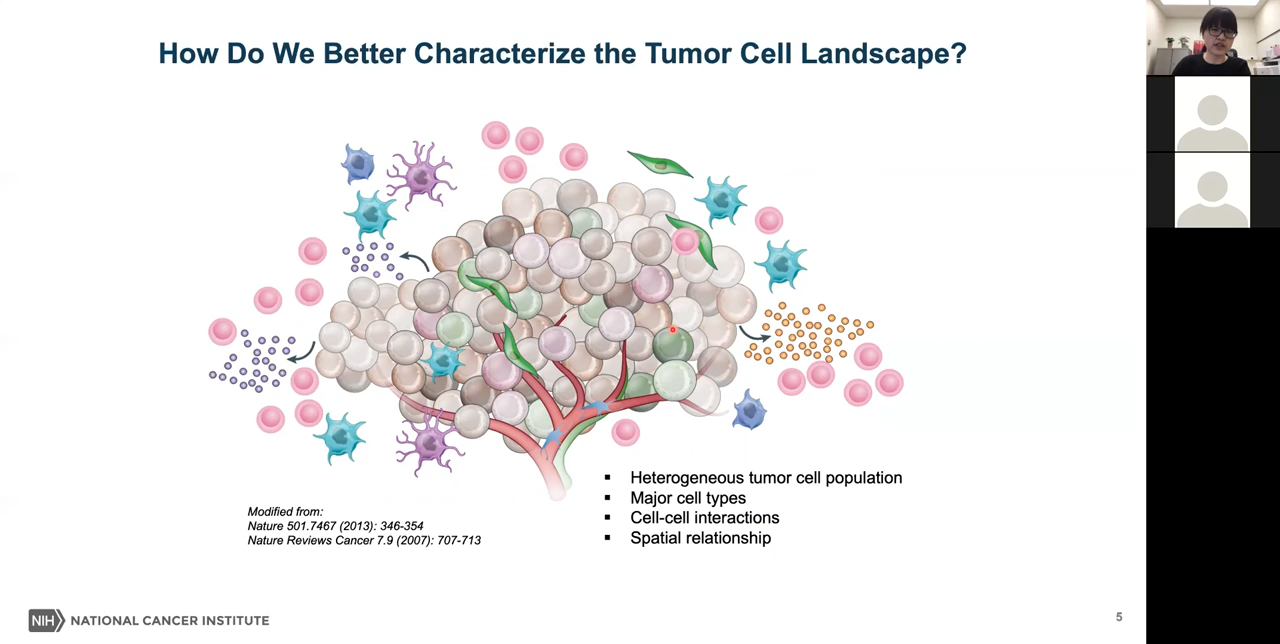 How Do We Better Characterize the Tumor Cell Landscape?
▪ Heterogeneous tumor cell population
▪ Major cell types
▪ Cell-cell interactions
▪ Spatial relationship
Modified from:
Nature 501.7467 (2013): 346-354
Nature Reviews Cancer 7.9 (2007): 707-713
NIH NATIONAL CANCER INSTITUTE
5